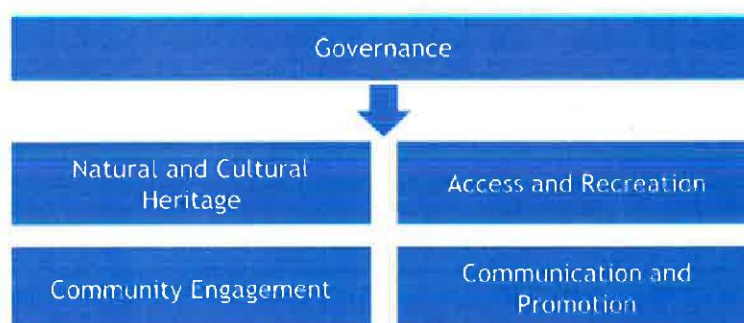 Governance
Natural and Cultural
Heritage
Access and Recreation
Community Engagement
Communication and
Promotion